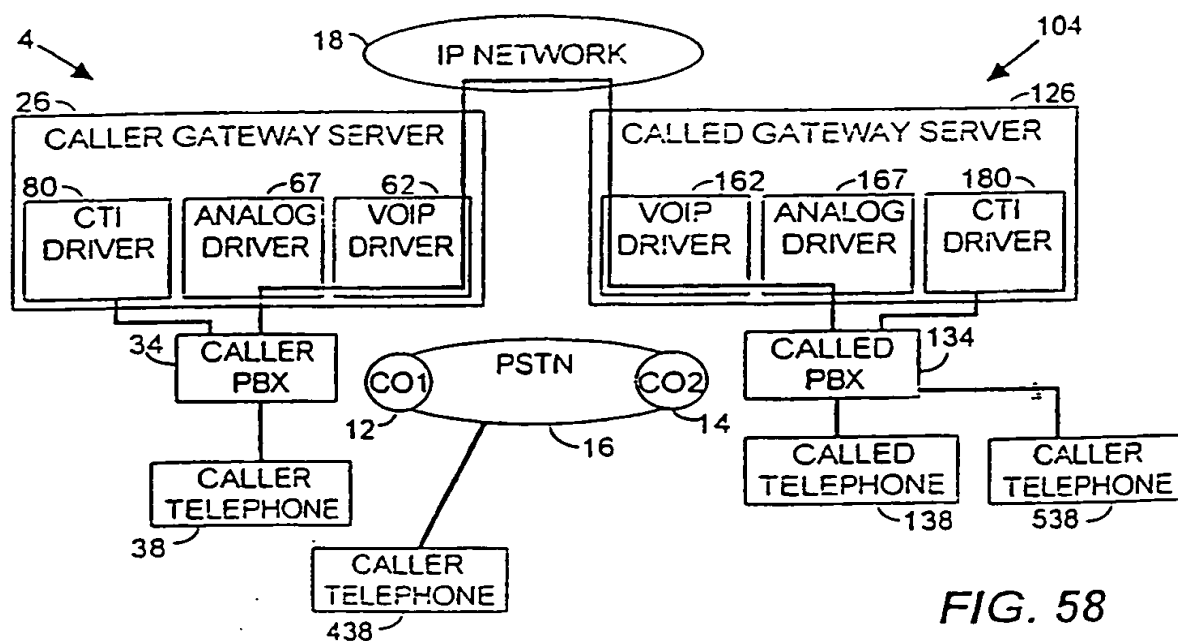 4
18
IP NETWORK
104
26
CALLER GATEWAY SERVER
126
CALLED GATEWAY SERVER
80
CTI
DRIVER
67
ANALOG
DRIVER
62
VOIP
DRIVER
162
VOIP
DRIVER
167
ANALOG
DRIVER
180
CTI
DRIVER
34
CALLER
PBX
CO1
PSTN
CO2
CALLED
PBX
134
12
16
14
CALLER
TELEPHONE
38
CALLER
TELEPHONE
438
CALLED
TELEPHONE
138
CALLER
TELEPHONE
538
FIG. 58